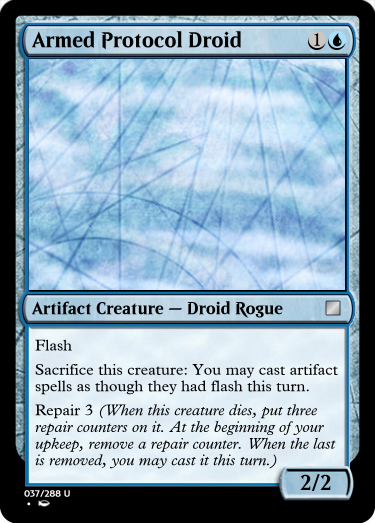 Armed Protocol Droid
1
Artifact Creature — Droid Rogue
Flash
Sacrifice this creature: You may cast artifact
spells as though they had flash this turn.
Repair 3 (When this creature dies, put three
repair counters on it. At the beginning of your
upkeep, remove a repair counter. When the last
is removed, you may cast it this turn.)
2/2
037/288 U